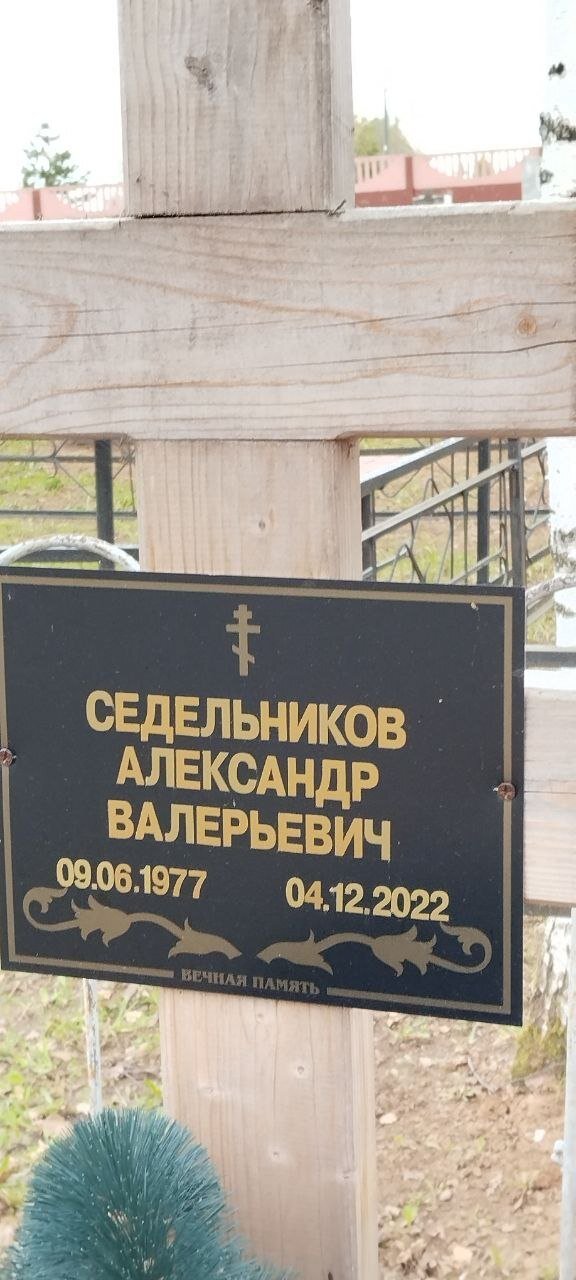 СЕДЕЛЬНИКОВ
АЛЕКСАНДР
ВАЛЕРЬЕВИЧ
09.06.1977 04.12.2022
ВЕЧНАЯ ПАМЯТЬ